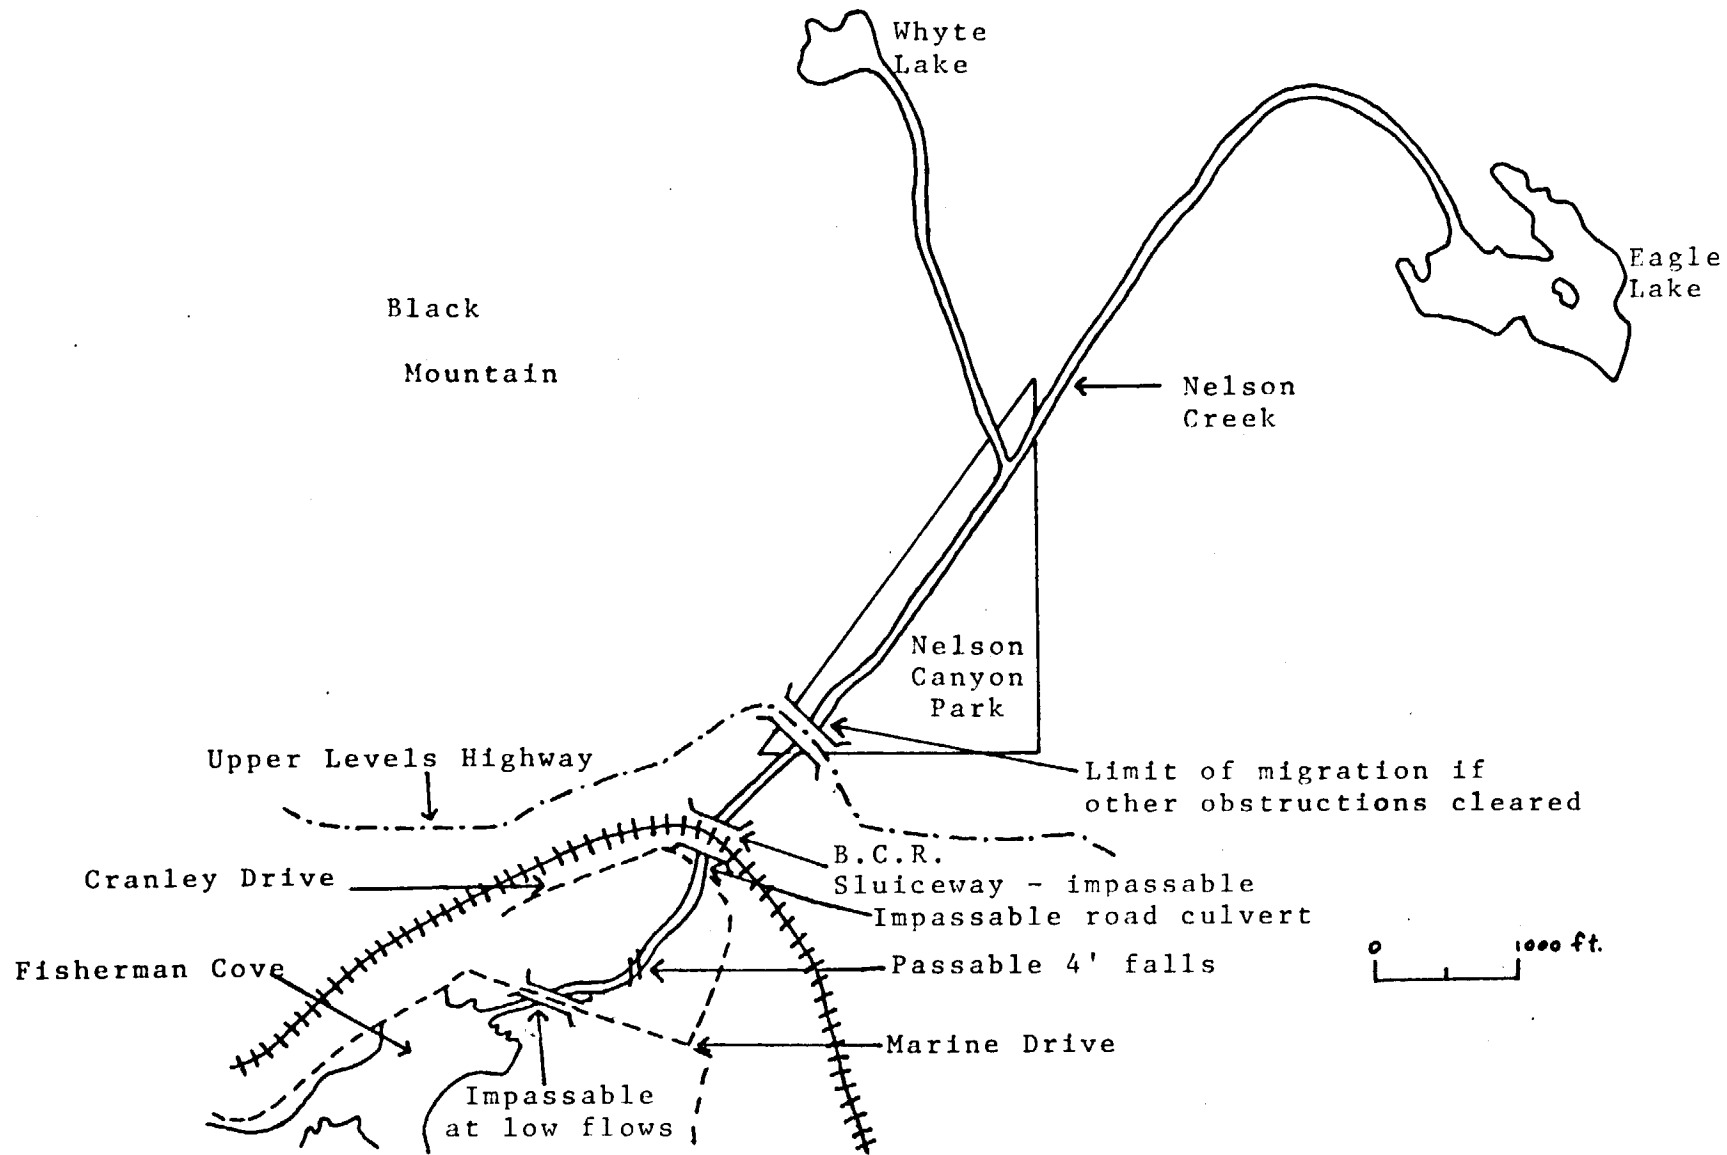 Whyte
Lake
Eagle
Lake
Black
Mountain
Nelson
Creek
Nelson
Canyon
Park
Upper Levels Highway
Limit of migration if
other obstructions cleared
B.C.R.
Sluiceway - impassable
Cranley Drive
Impassable road culvert
0 1000 ft.
Passable 4' falls
Fisherman Cove
Marine Drive
Impassable
at low flows